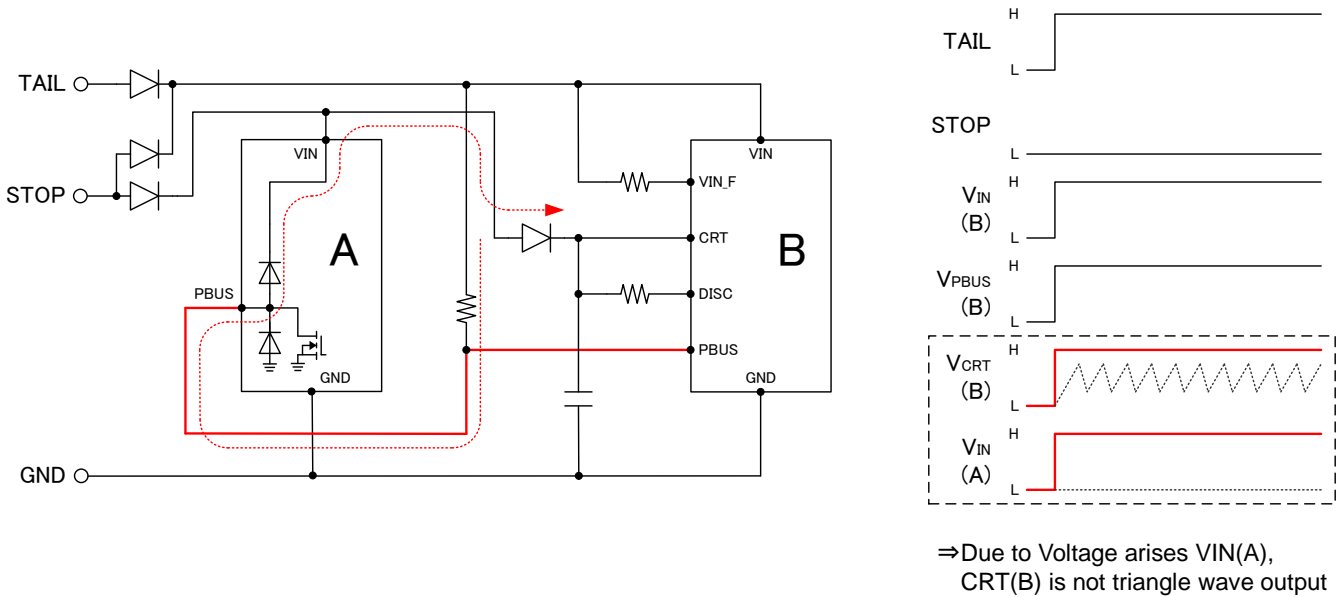 TAIL
STOP
GND
VIN
A
PBUS
GND
VIN
VIN_F
CRT
B
DISC
PBUS
GND
H
TAIL
L
STOP
L
H
VIN
(B)
L
H
VPBUS
(B)
L
H
VCRT
(B)
L
H
VIN
(A)
L
⇒Due to Voltage arises VIN(A),
CRT(B) is not triangle wave output